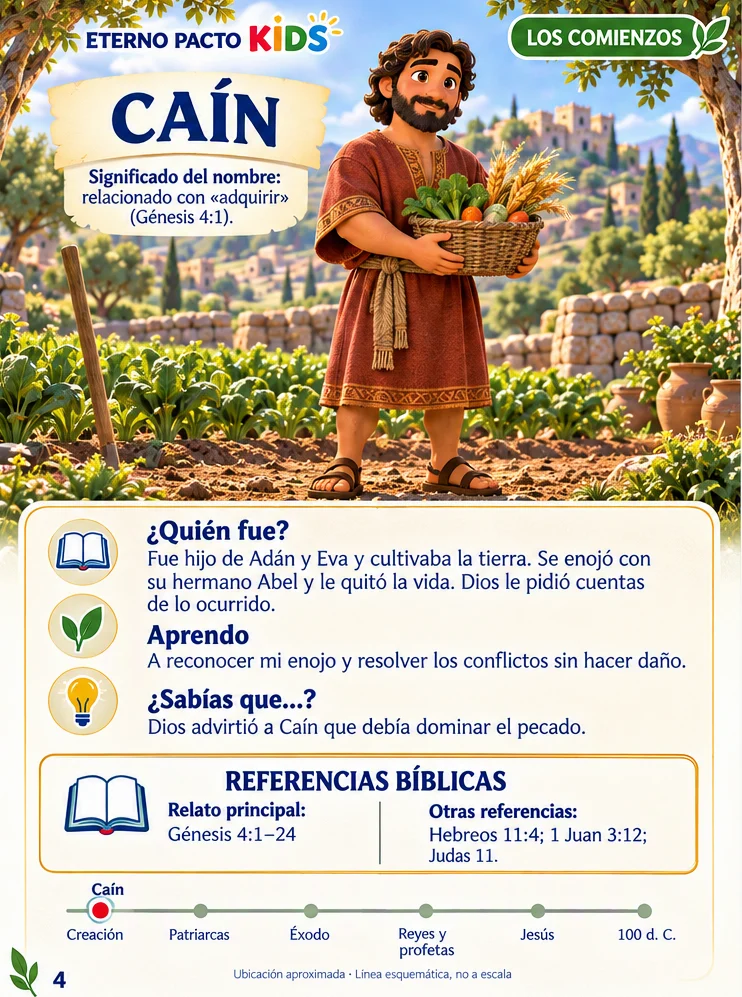 ETERNO PACTO KiDS
LOS COMIENZOS
CAÍN
Significado del nombre:
relacionado con «adquirir»
(Génesis 4:1).
¿Quién fue?
Fue hijo de Adán y Eva y cultivaba la tierra. Se enojó con
su hermano Abel y le quitó la vida. Dios le pidió cuentas
de lo ocurrido.
Aprendo
A reconocer mi enojo y resolver los conflictos sin hacer daño.
¿Sabías que...?
Dios advirtió a Caín que debía dominar el pecado.
REFERENCIAS BÍBLICAS
Relato principal:
Génesis 4:1–24
Otras referencias:
Hebreos 11:4; 1 Juan 3:12;
Judas 11.
Caín
Creación
Patriarcas
Éxodo
Reyes y
profetas
Jesús
100 d. C.
Ubicación aproximada · Línea esquemática, no a escala
4